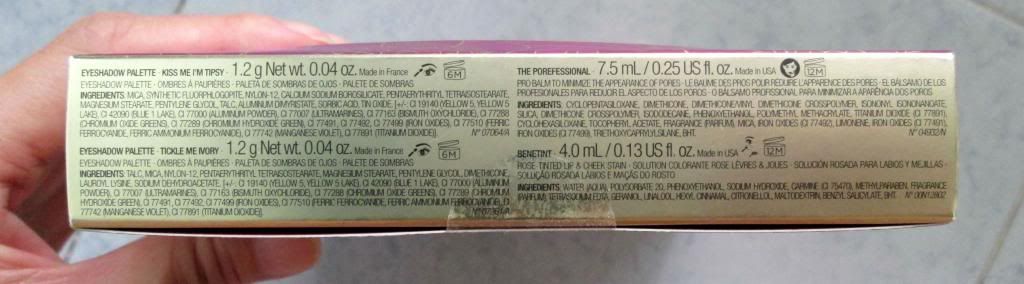 EYESHADOW PALETTE · KISS ME I'M TIPSY · 1.2 g Net wt. 0.04 oz. Made in France 6M
EYESHADOW PALETTE · OMBRES À PAUPIÈRES · PALETA DE SOMBRAS DE OJOS · PALETA DE SOMBRAS
INGREDIENTS: MICA, SYNTHETIC FLUORPHLOGOPITE, NYLON-12, CALCIUM SODIUM BOROSILICATE, PENTAERYTHRITYL TETRAISOSTEARATE,
MAGNESIUM STEARATE, PENTYLENE GLYCOL, TALC, ALUMINUM DIMYRISTATE, SORBIC ACID, TIN OXIDE, [+/-: CI 19140 (YELLOW 5, YELLOW 5
LAKE), CI 42090 (BLUE 1 LAKE), CI 77000 (ALUMINUM POWDER), CI 77007 (ULTRAMARINES), CI 77163 (BISMUTH OXYCHLORIDE), CI 77288
(CHROMIUM OXIDE GREENS), CI 77289 (CHROMIUM HYDROXIDE GREEN), CI 77491, CI 77492, CI 77499 (IRON OXIDES), CI 77510 (FERRIC
FERROCYANIDE, FERRIC AMMONIUM FERROCYANIDE), CI 77742 (MANGANESE VIOLET), CI 77891 (TITANIUM DIOXIDE)]. N° 07064/A
EYESHADOW PALETTE · TICKLE ME IVORY · 1.2 g Net wt. 0.04 oz. Made in France 6M
EYESHADOW PALETTE · OMBRES À PAUPIÈRES · PALETA DE SOMBRAS DE OJOS · PALETA DE SOMBRAS
INGREDIENTS: TALC, MICA, NYLON-12, PENTAERYTHRITYL TETRAISOSTEARATE, MAGNESIUM STEARATE, PENTYLENE GLYCOL, DIMETHICONE,
LAUROYL LYSINE, SODIUM DEHYDROACETATE, [+/-: CI 19140 (YELLOW 5, YELLOW 5 LAKE), CI 42090 (BLUE 1 LAKE), CI 77000 (ALUMINUM
POWDER), CI 77007 (ULTRAMARINES), CI 77163 (BISMUTH OXYCHLORIDE), CI 77288 (CHROMIUM OXIDE GREENS), CI 77289 (CHROMIUM
HYDROXIDE GREEN), CI 77491, CI 77492, CI 77499 (IRON OXIDES), CI 77510 (FERRIC FERROCYANIDE, FERRIC AMMONIUM FERROCYANIDE), CI
77742 (MANGANESE VIOLET), CI 77891 (TITANIUM DIOXIDE)].
THE POREFESSIONAL · 7.5 mL / 0.25 US fl. oz. Made in USA 12M
PRO BALM TO MINIMIZE THE APPEARANCE OF PORES · LE BAUME DES PROS POUR RÉDUIRE L'APPARENCE DES PORES · EL BÁLSAMO DE LOS
PROFESIONALES PARA REDUCIR EL ASPECTO DE LOS POROS · O BÁLSAMO PROFISSIONAL PARA MINIMIZAR A APARÊNCIA DOS POROS
INGREDIENTS: CYCLOPENTASILOXANE, DIMETHICONE, DIMETHICONE/VINYL DIMETHICONE CROSSPOLYMER, ISONONYL ISONONANOATE,
SILICA, DIMETHICONE CROSSPOLYMER, ISODODECANE, PHENOXYETHANOL, POLYMETHYL METHACRYLATE, TITANIUM DIOXIDE (CI 77891),
CYCLOHEXASILOXANE, TOCOPHERYL ACETATE, FRAGRANCE (PARFUM), MICA, IRON OXIDES (CI 77492), LIMONENE, IRON OXIDES (CI 77491),
IRON OXIDES (CI 77499), TRIETHOXYCAPRYLYLSILANE, BHT. N° 04932/N
BENETINT · 4.0 mL / 0.13 US fl. oz. Made in USA 12M
ROSE-TINTED LIP & CHEEK STAIN · SOLUTION COLORANTE ROSE LÈVRES & JOUES · SOLUCIÓN ROSADA PARA LABIOS Y MEJILLAS ·
SOLUÇÃO ROSADA PARA LÁBIOS E MAÇÃS DO ROSTO
INGREDIENTS: WATER (AQUA), POLYSORBATE 20, PHENOXYETHANOL, SODIUM HYDROXIDE, CARMINE (CI 75470), METHYLPARABEN, FRAGRANCE
(PARFUM), TETRASODIUM EDTA, GERANIOL, LINALOOL, HEXYL CINNAMAL, CITRONELLOL, MALTODEXTRIN, BENZYL SALICYLATE, BHT.